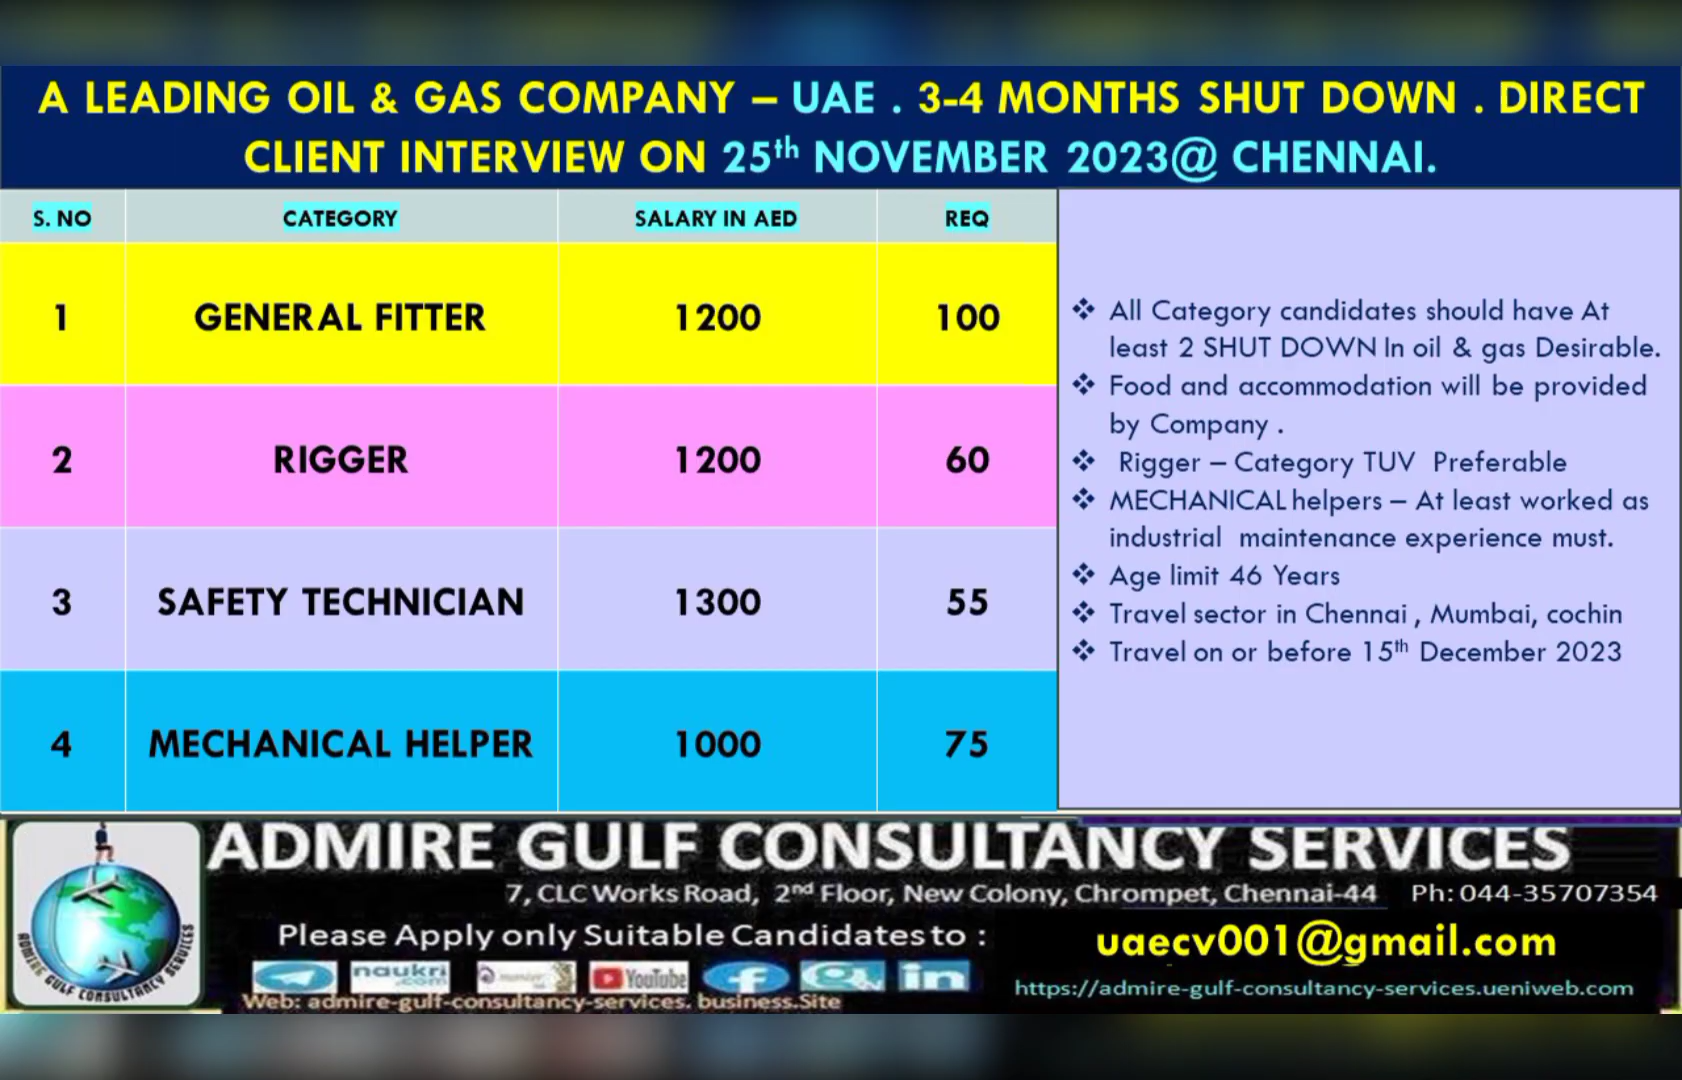 A LEADING OIL & GAS COMPANY – UAE . 3-4 MONTHS SHUT DOWN . DIRECT
CLIENT INTERVIEW ON 25th NOVEMBER 2023@ CHENNAI.
S. NO CATEGORY SALARY IN AED REQ
1 GENERAL FITTER 1200 100
2 RIGGER 1200 60
3 SAFETY TECHNICIAN 1300 55
4 MECHANICAL HELPER 1000 75
❖ All Category candidates should have At
least 2 SHUT DOWN In oil & gas Desirable.
❖ Food and accommodation will be provided
by Company .
❖ Rigger – Category TUV Preferable
❖ MECHANICAL helpers – At least worked as
industrial maintenance experience must.
❖ Age limit 46 Years
❖ Travel sector in Chennai , Mumbai, cochin
❖ Travel on or before 15th December 2023
ADMIRE GULF CONSULTANCY SERVICES
ADMIRE GULF CONSULTANCY SERVICES
7, CLC Works Road, 2nd Floor, New Colony, Chrompet, Chennai-44 Ph: 044-35707354
Please Apply only Suitable Candidates to :
uaecv001@gmail.com
naukri
.com
YouTube
in
https://admire-gulf-consultancy-services.ueniweb.com
Web: admire-gulf-consultancy-services. business.Site